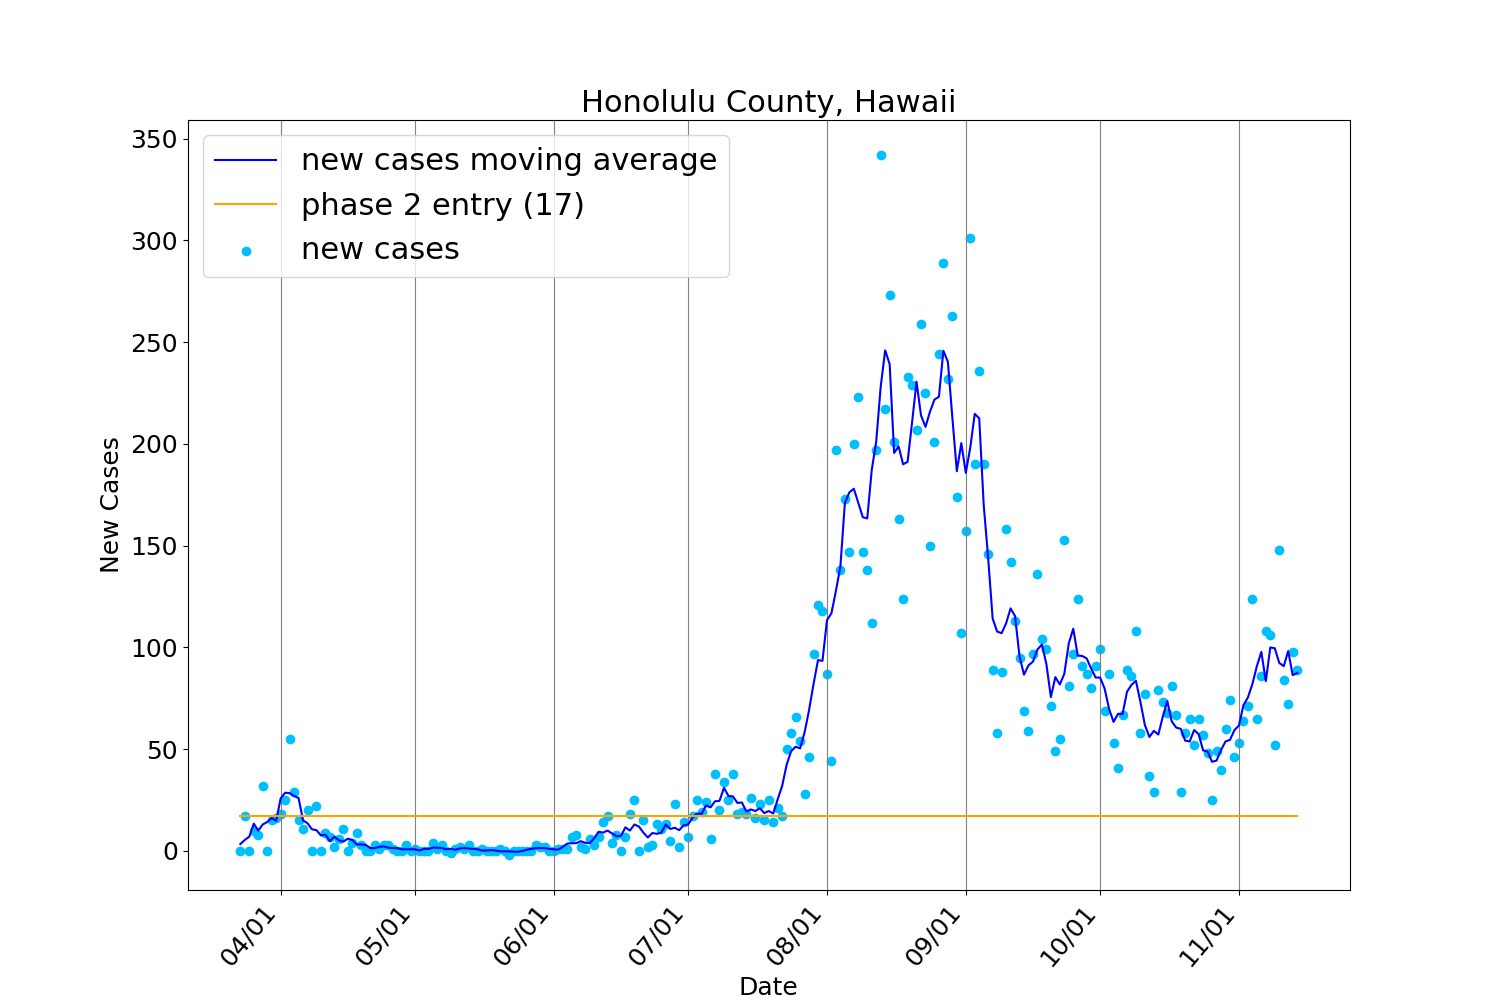 Honolulu County, Hawaii
new cases moving average
phase 2 entry (17)
new cases
350
300
250
200
150
100
50
0
New Cases
04/01
05/01
06/01
07/01
08/01
09/01
10/01
11/01
Date